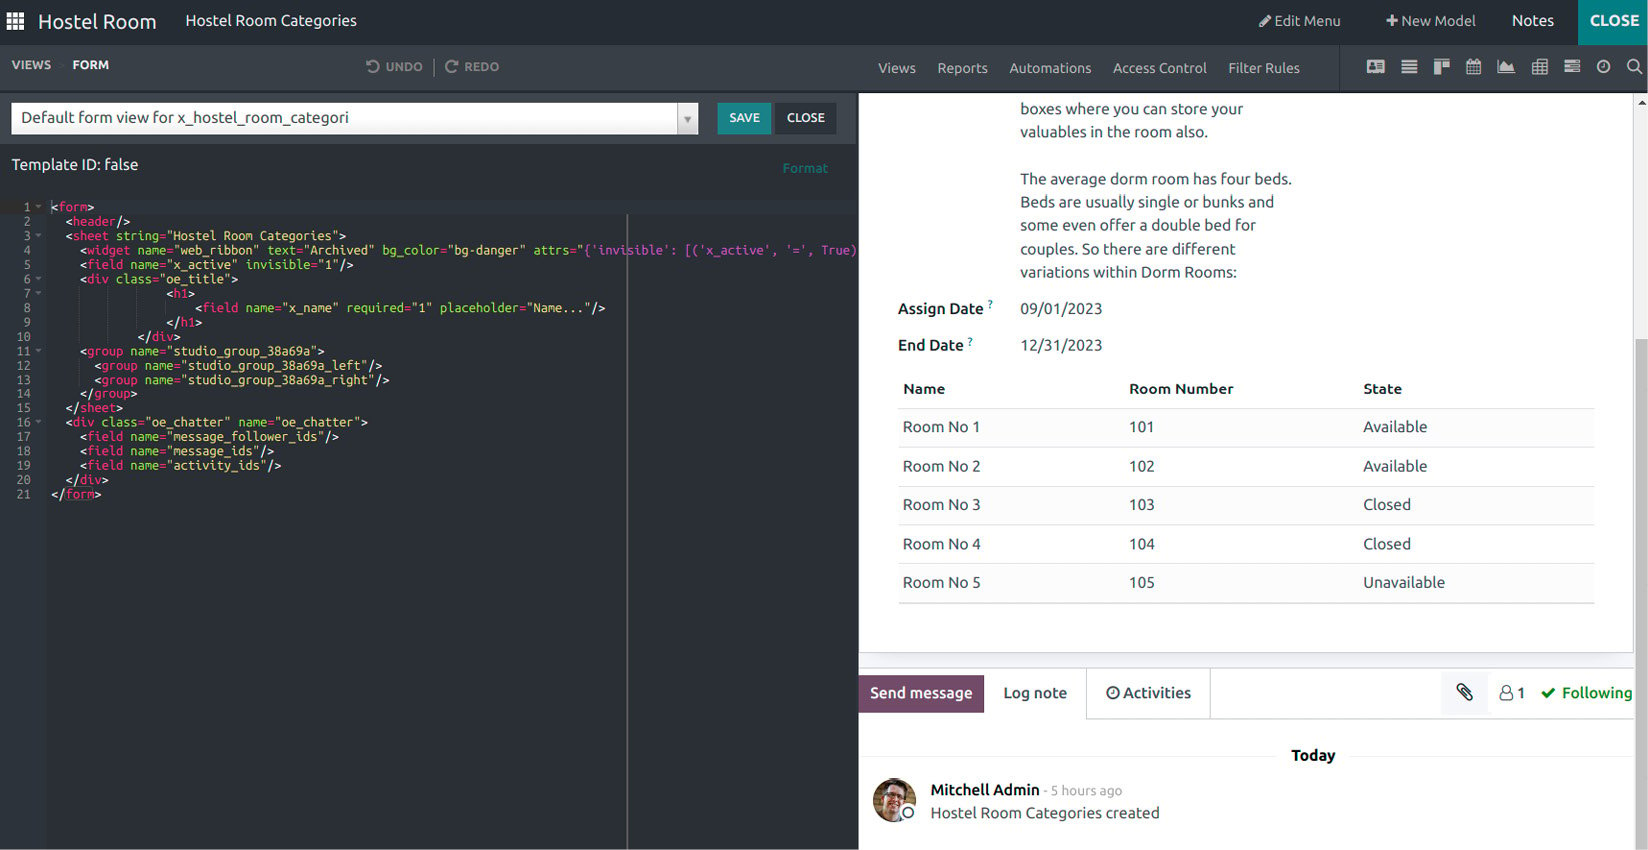 Hostel Room Hostel Room Categories Edit Menu New Model Notes CLOSE
VIEWS FORM UNDO REDO Views Reports Automations Access Control Filter Rules
Default form view for x_hostel_room_categori SAVE CLOSE
Template ID: false Format
1 <form>
2 <header/>
3 <sheet string="Hostel Room Categories">
4 <widget name="web_ribbon" text="Archived" bg_color="bg-danger" attrs="{'invisible': [('x_active', '=', True)
5 <field name="x_active" invisible="1"/>
6 <div class="oe_title">
7 <h1>
8 <field name="x_name" required="1" placeholder="Name..."/>
9 </h1>
10 </div>
11 <group name="studio_group_38a69a">
12 <group name="studio_group_38a69a_left"/>
13 <group name="studio_group_38a69a_right"/>
14 </group>
15 </sheet>
16 <div class="oe_chatter" name="oe_chatter">
17 <field name="message_follower_ids"/>
18 <field name="message_ids"/>
19 <field name="activity_ids"/>
20 </div>
21 </form>
boxes where you can store your
valuables in the room also.
The average dorm room has four beds.
Beds are usually single or bunks and
some even offer a double bed for
couples. So there are different
variations within Dorm Rooms:
Assign Date ? 09/01/2023
End Date ? 12/31/2023
Name Room Number State
Room No 1 101 Available
Room No 2 102 Available
Room No 3 103 Closed
Room No 4 104 Closed
Room No 5 105 Unavailable
Send message Log note Activities 1 Following
Today
Mitchell Admin - 5 hours ago
Hostel Room Categories created